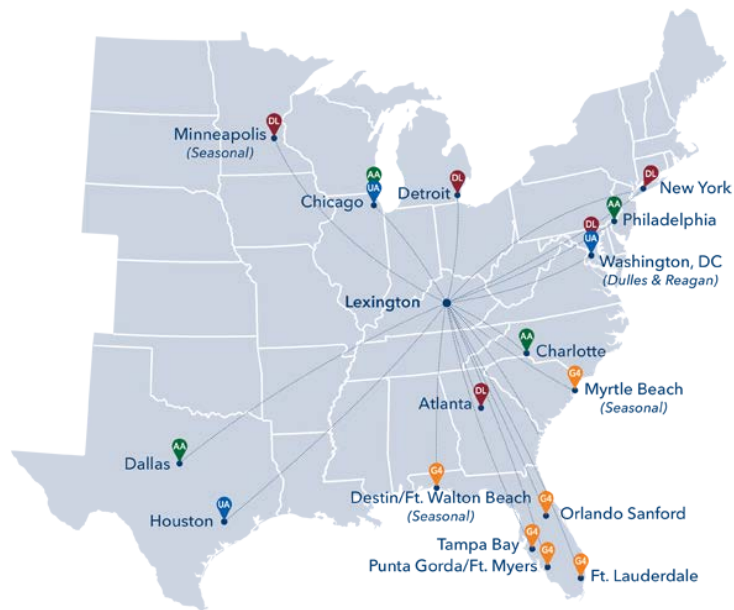 DL
Minneapolis
(Seasonal)
AA
UA
Chicago
DL
Detroit
DL
New York
AA
Philadelphia
DL
UA
Washington, DC
(Dulles & Reagan)
Lexington
AA
Charlotte
G4
Myrtle Beach
(Seasonal)
DL
Atlanta
AA
Dallas
UA
Houston
G4
Destin/Ft. Walton Beach
(Seasonal)
G4
Orlando Sanford
G4
Tampa Bay
G4
Punta Gorda/Ft. Myers
G4
Ft. Lauderdale